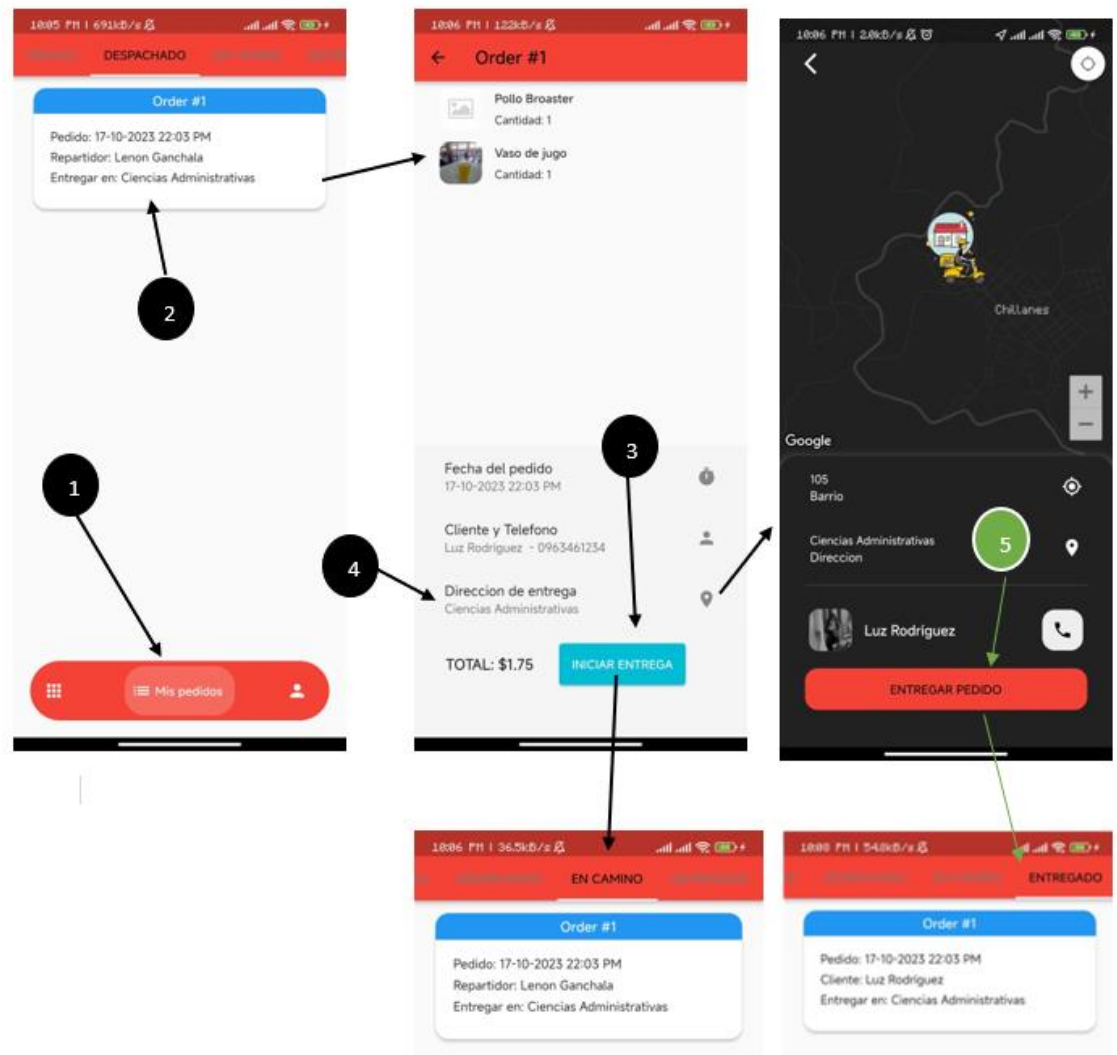 10:05 PM | 691kB/s
DESPACHADO
Order #1
Pedido: 17-10-2023 22:03 PM
Repartidor: Lenon Ganchala
Entregar en: Ciencias Administrativas
2
1
Mis pedidos
10:06 PM | 122kB/s
Order #1
Pollo Broaster
Cantidad: 1
Vaso de jugo
Cantidad: 1
3
Fecha del pedido
17-10-2023 22:03 PM
Cliente y Telefono
Luz Rodríguez - 0963461234
4
Direccion de entrega
Ciencias Administrativas
TOTAL: $1.75
INICIAR ENTREGA
10:06 PM | 2.0kB/s
Chillanes
+
−
Google
105
Barrio
Ciencias Administrativas
Direccion
5
Luz Rodríguez
ENTREGAR PEDIDO
10:06 PM | 36.5kB/s
EN CAMINO
Order #1
Pedido: 17-10-2023 22:03 PM
Repartidor: Lenon Ganchala
Entregar en: Ciencias Administrativas
10:08 PM | 54.8kB/s
ENTREGADO
Order #1
Pedido: 17-10-2023 22:03 PM
Cliente: Luz Rodríguez
Entregar en: Ciencias Administrativas